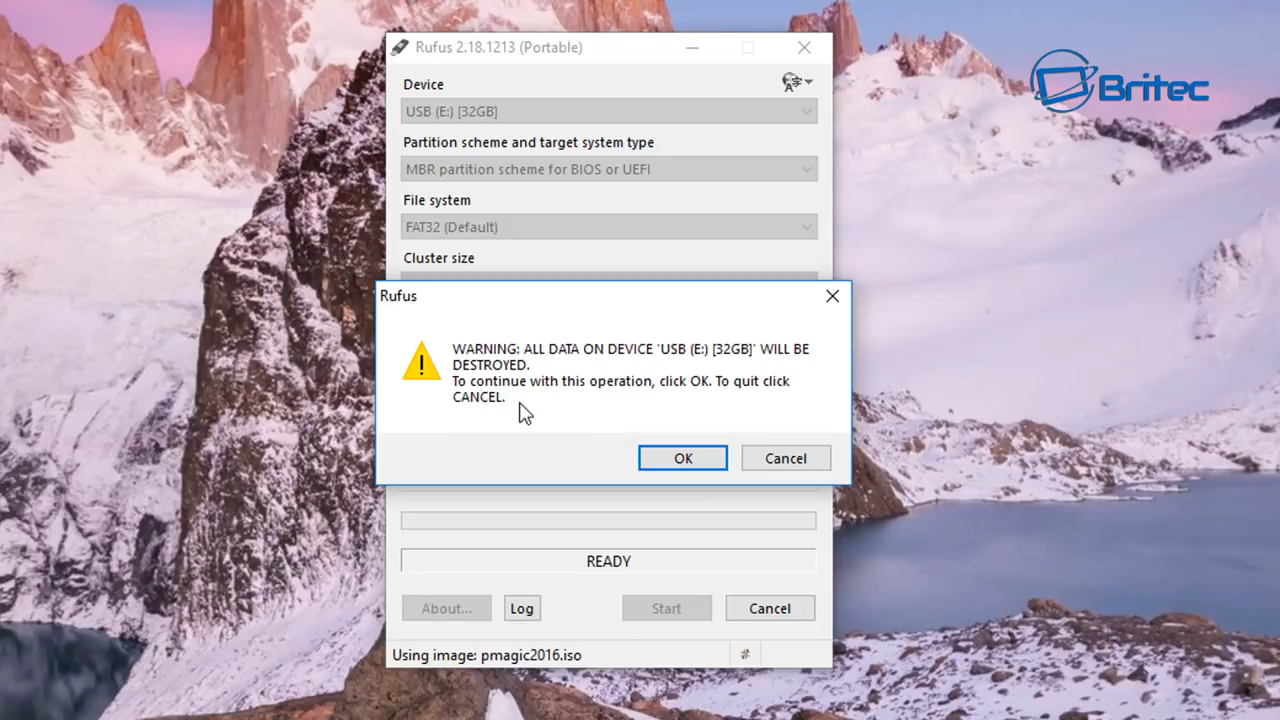 Rufus 2.18.1213 (Portable)
Britec
Device
USB (E:) [32GB]
Partition scheme and target system type
MBR partition scheme for BIOS or UEFI
File system
FAT32 (Default)
Cluster size
Rufus
WARNING: ALL DATA ON DEVICE 'USB (E:) [32GB]' WILL BE
DESTROYED.
To continue with this operation, click OK. To quit click
CANCEL.
OK Cancel
READY
About... Log Start Cancel
Using image: pmagic2016.iso #